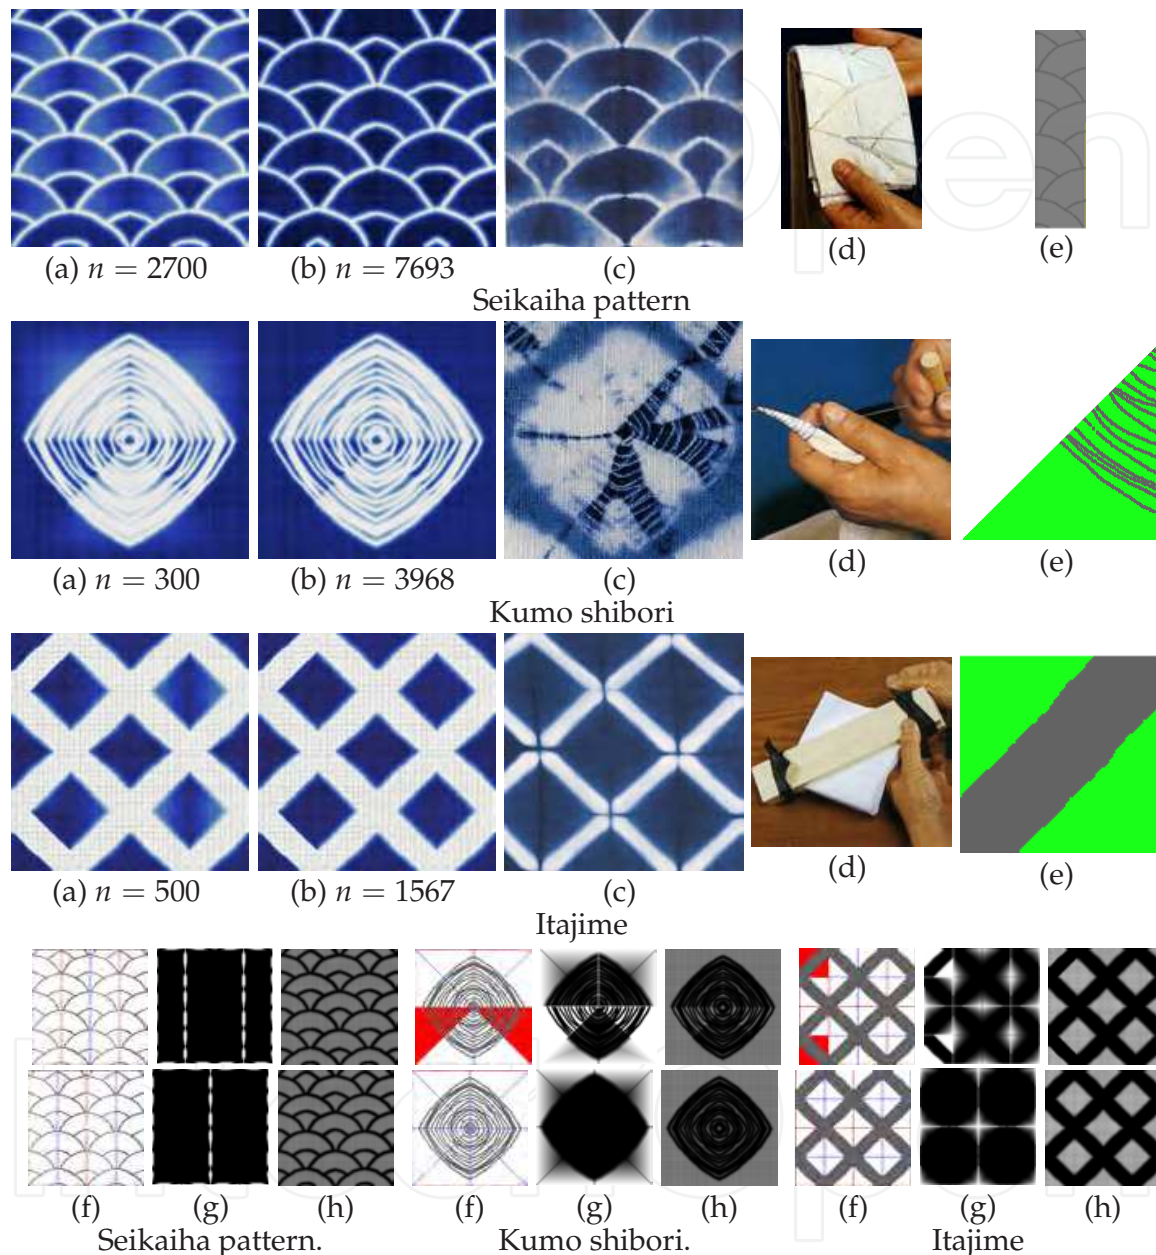 (a) n = 2700 (b) n = 7693 (c) (d) (e)
Seikaiha pattern
(a) n = 300 (b) n = 3968 (c) (d) (e)
Kumo shibori
(a) n = 500 (b) n = 1567 (c) (d) (e)
Itajime
(f) (g) (h) (f) (g) (h) (f) (g) (h)
Seikaiha pattern. Kumo shibori. Itajime